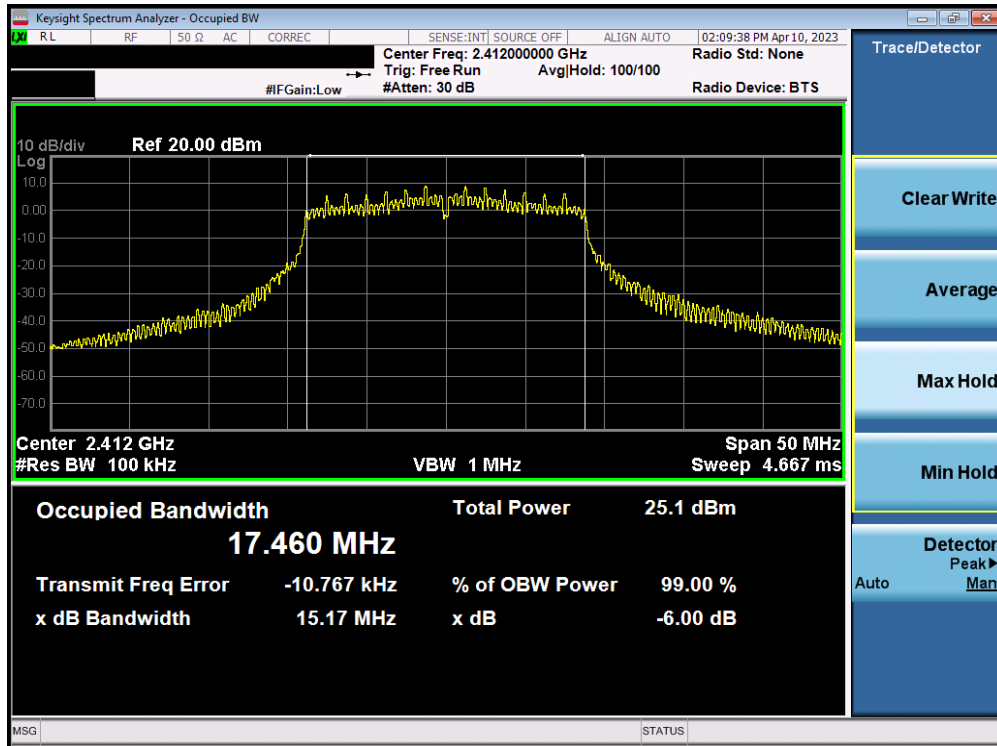 Keysight Spectrum Analyzer - Occupied BW
LXI RL RF 50 Ω AC CORREC SENSE:INT SOURCE OFF ALIGN AUTO 02:09:38 PM Apr 10, 2023
Center Freq: 2.412000000 GHz Radio Std: None
Trig: Free Run Avg|Hold: 100/100
#IFGain:Low #Atten: 30 dB Radio Device: BTS
10 dB/div Ref 20.00 dBm
Log
10.0
0.00
-10.0
-20.0
-30.0
-40.0
-50.0
-60.0
-70.0
Center 2.412 GHz Span 50 MHz
#Res BW 100 kHz VBW 1 MHz Sweep 4.667 ms
Occupied Bandwidth Total Power 25.1 dBm
17.460 MHz
Transmit Freq Error -10.767 kHz % of OBW Power 99.00 %
x dB Bandwidth 15.17 MHz x dB -6.00 dB
MSG STATUS
Trace/Detector
Clear Write
Average
Max Hold
Min Hold
Detector
Peak▶
Auto Man